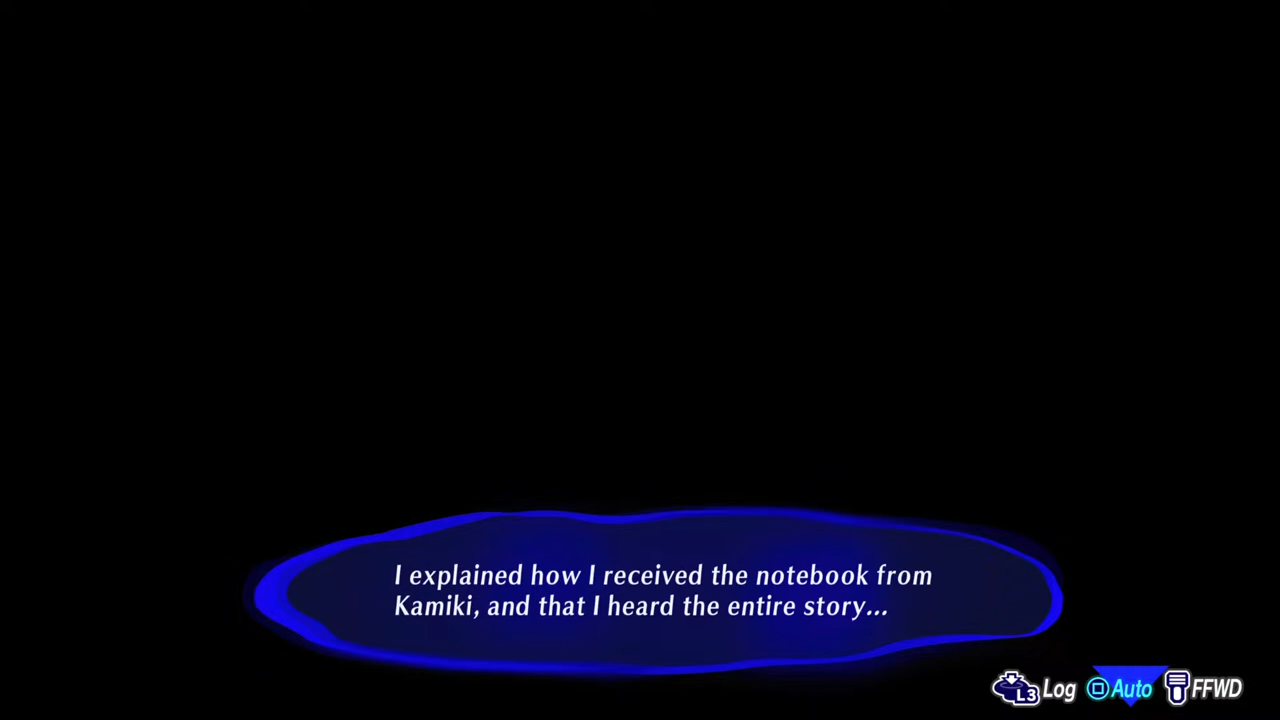 I explained how I received the notebook from
Kamiki, and that I heard the entire story...
L3 Log Auto FFWD